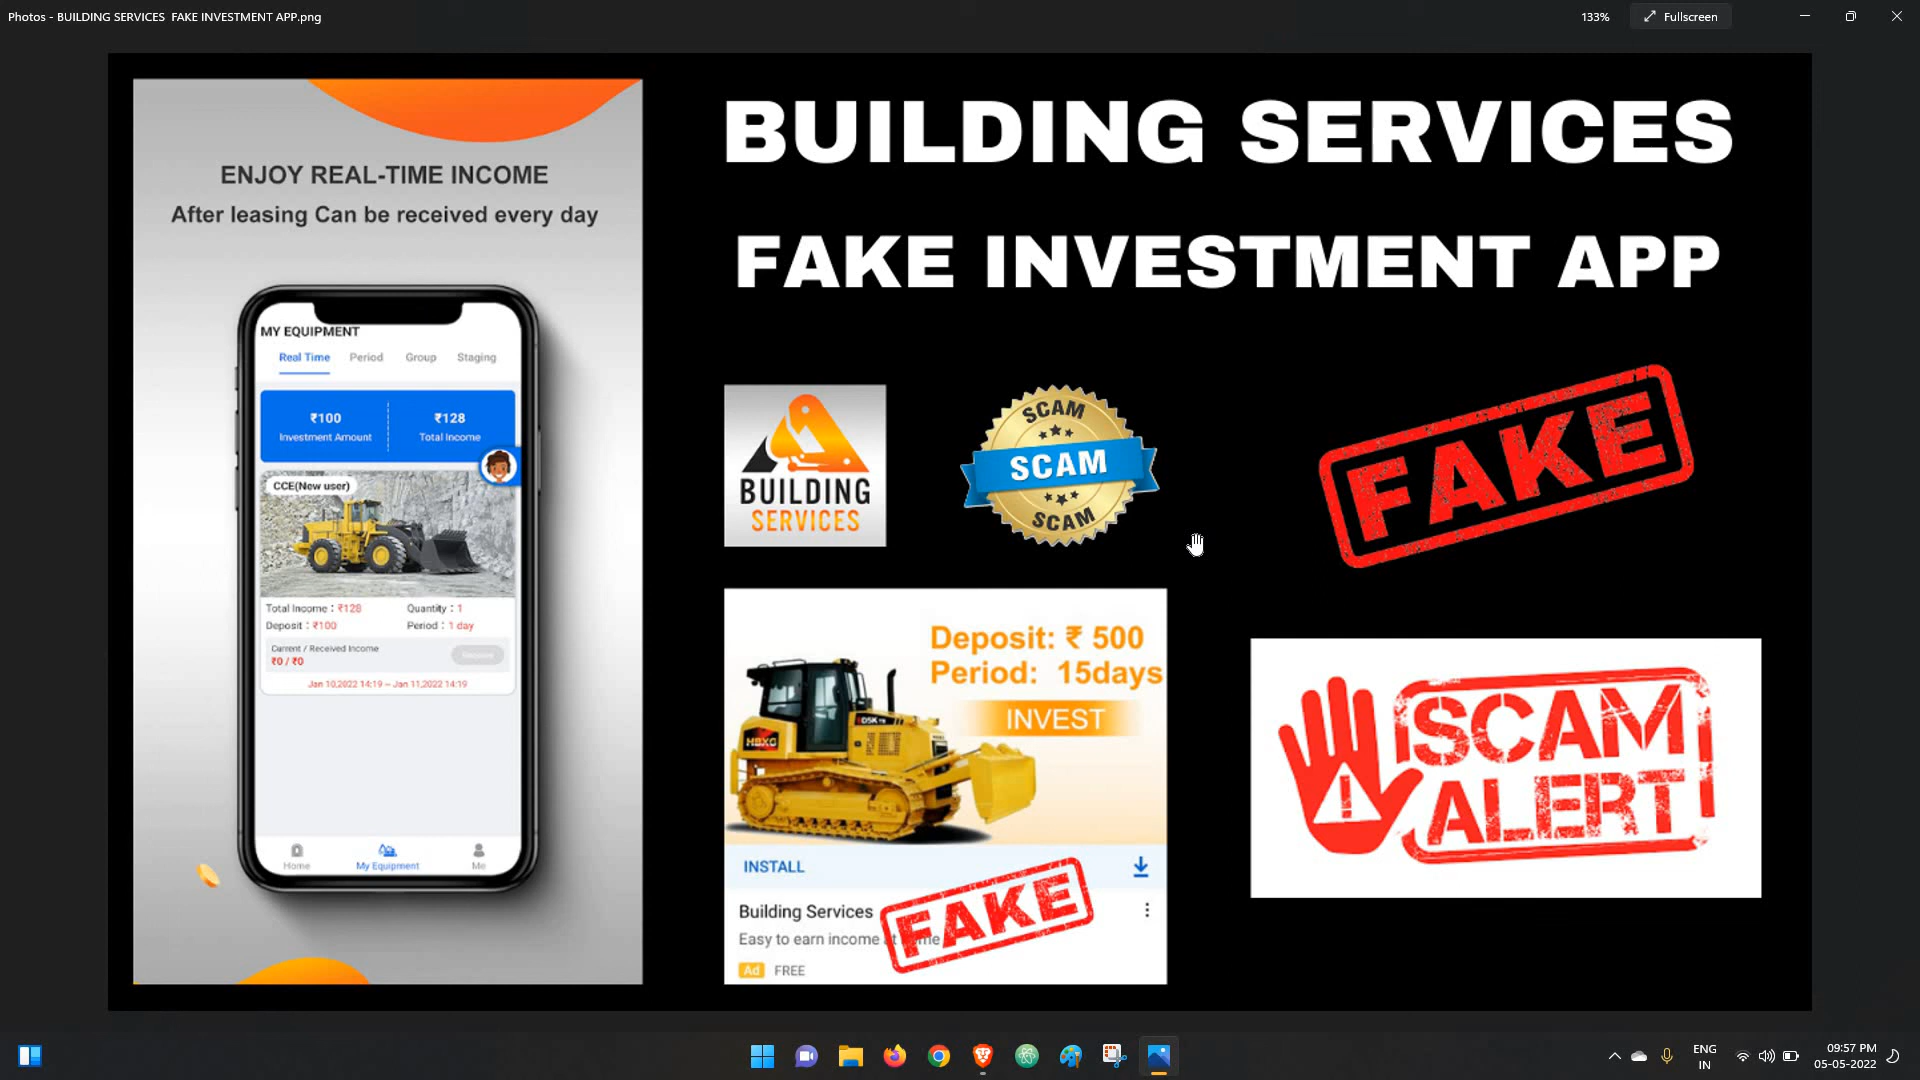 Photos - BUILDING SERVICES FAKE INVESTMENT APP.png
133%
Fullscreen
ENJOY REAL-TIME INCOME
After leasing Can be received every day
MY EQUIPMENT
Real Time Period Group Staging
₹100 ₹128
Investment Amount Total Income
CCE(New user)
Total Income : ₹128 Quantity : 1
Deposit : ₹100 Period : 1 day
Current / Received Income
₹0 / ₹0
Jan 10,2022 14:19 -- Jan 11,2022 14:19
Home My Equipment Me
BUILDING SERVICES
FAKE INVESTMENT APP
BUILDING
SERVICES
SCAM
SCAM
SCAM
FAKE
Deposit: ₹ 500
Period: 15days
INVEST
HBXG
INSTALL
Building Services
Easy to earn income at home
Ad FREE
FAKE
SCAM
ALERT
ENG
IN
09:57 PM
05-05-2022